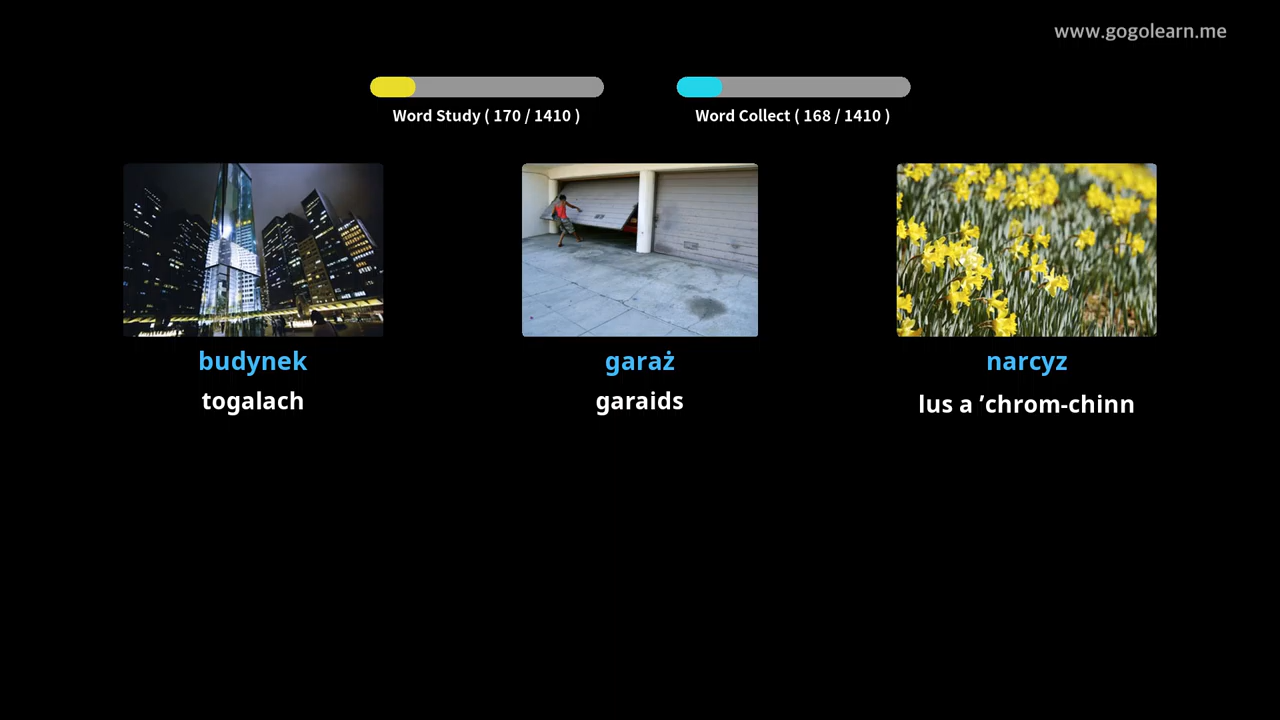 www.gogolearn.me
Word Study ( 170 / 1410 )
Word Collect ( 168 / 1410 )
budynek
togalach
garaż
garaids
narcyz
lus a ’chrom-chinn